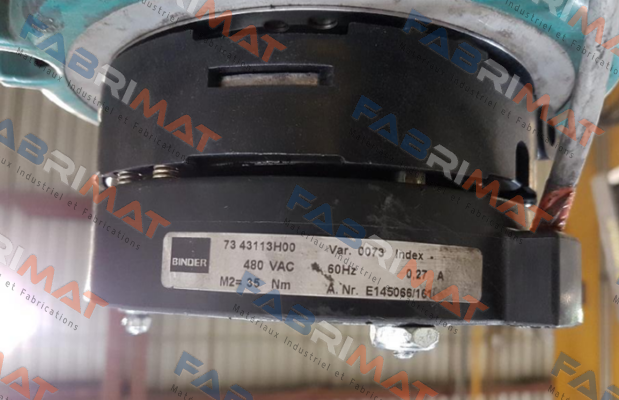 73 43113H00 Var. 0073 Index -
BINDER 480 VAC 60Hz 0,27 A
M2= 35 Nm A. Nr. E145066/161
FABRIMAT
Matériaux Industriel et Fabrications